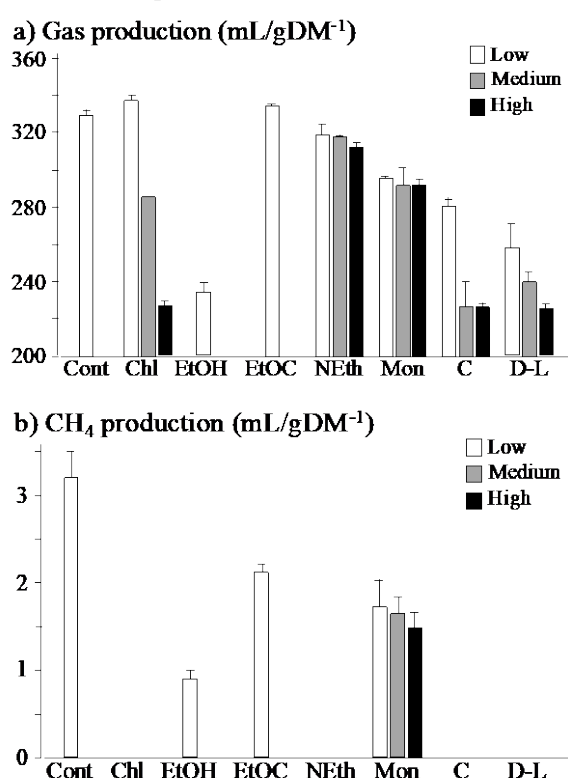 a) Gas production (mL/gDM⁻¹)
360
Low
Medium
High
320
280
240
200
Cont Chl EtOH EtOC NEth Mon C D-L
b) CH₄ production (mL/gDM⁻¹)
Low
Medium
High
3
2
1
0
Cont Chl EtOH EtOC NEth Mon C D-L